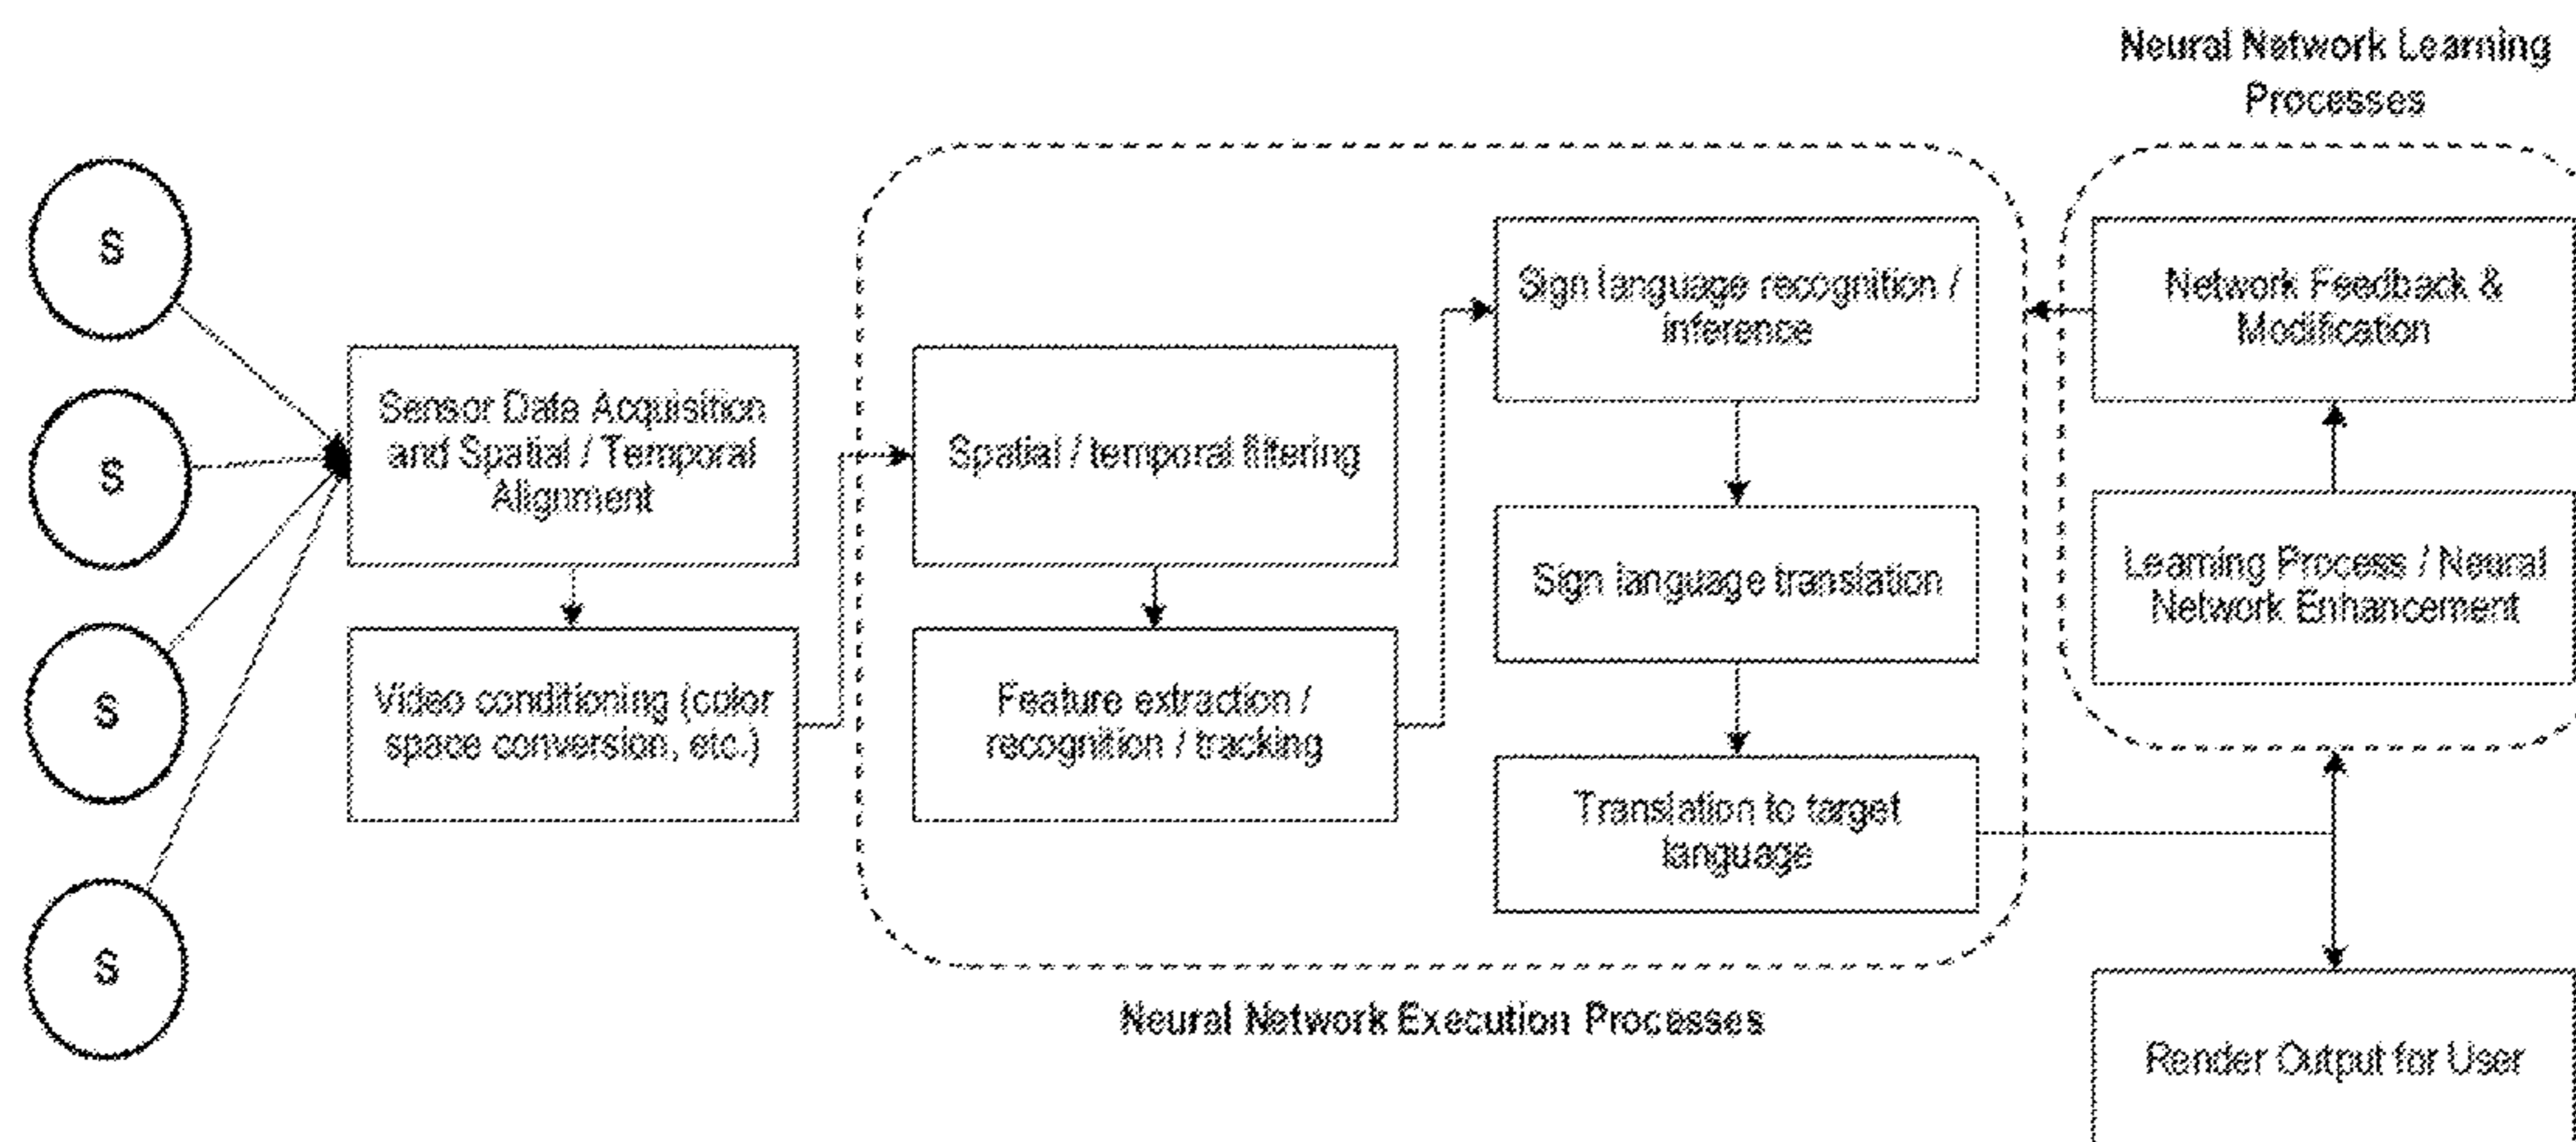 Neural Network Learning
Processes
S
S
S
S
Sensor Data Acquisition
and Spatial / Temporal
Alignment
Video conditioning (color
space conversion, etc.)
Spatial / temporal filtering
Feature extraction /
recognition / tracking
Sign language recognition /
inference
Sign language translation
Translation to target
language
Neural Network Execution Processes
Network Feedback &
Modification
Learning Process / Neural
Network Enhancement
Render Output for User